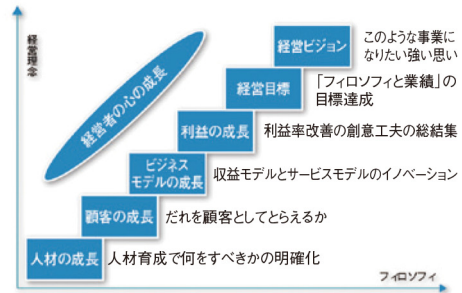 経営理念
経営者の心の成長
経営ビジョン
このような事業に
なりたい強い思い
経営目標
「フィロソフィと業績」の
目標達成
利益の成長
利益率改善の創意工夫の総結集
ビジネス
モデルの成長
収益モデルとサービスモデルのイノベーション
顧客の成長
だれを顧客としてとらえるか
人材の成長
人材育成で何をすべきかの明確化
フィロソフィ